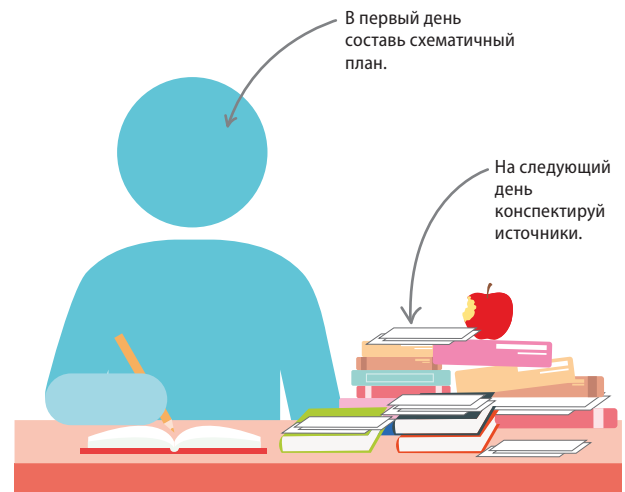 В первый день
составь схематичный
план.
На следующий
день
конспектируй
источники.